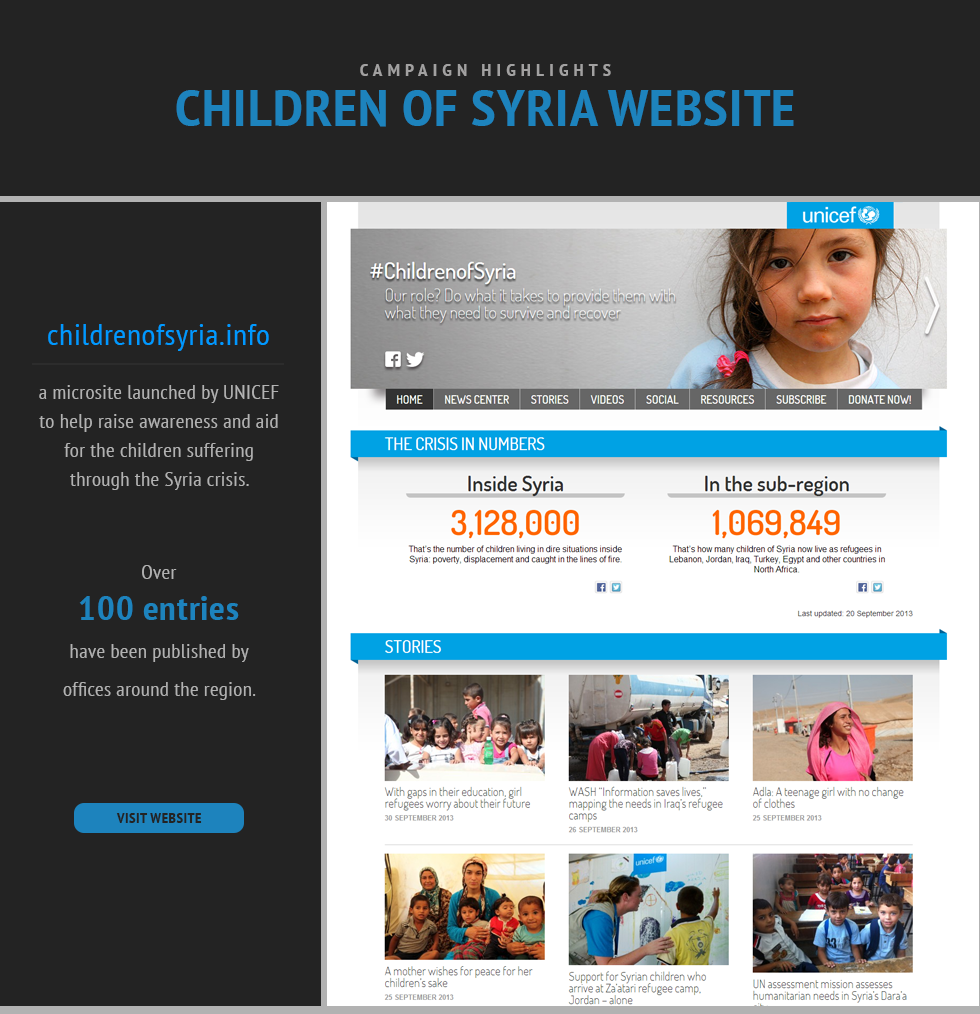 CAMPAIGN HIGHLIGHTS
CHILDREN OF SYRIA WEBSITE
childrenofsyria.info
a microsite launched by UNICEF
to help raise awareness and aid
for the children suffering
through the Syria crisis.
Over
100 entries
have been published by
offices around the region.
VISIT WEBSITE
unicef
#ChildrenofSyria
Our role? Do what it takes to provide them with
what they need to survive and recover
HOME NEWS CENTER STORIES VIDEOS SOCIAL RESOURCES SUBSCRIBE DONATE NOW!
THE CRISIS IN NUMBERS
Inside Syria
3,128,000
That's the number of children living in dire situations inside
Syria: poverty, displacement and caught in the lines of fire.
In the sub-region
1,069,849
That's how many children of Syria now live as refugees in
Lebanon, Jordan, Iraq, Turkey, Egypt and other countries in
North Africa.
Last updated: 20 September 2013
STORIES
With gaps in their education, girl
refugees worry about their future
30 SEPTEMBER 2013
WASH "Information saves lives,"
mapping the needs in Iraq's refugee
camps
26 SEPTEMBER 2013
Adla: A teenage girl with no change
of clothes
25 SEPTEMBER 2013
A mother wishes for peace for her
children's sake
25 SEPTEMBER 2013
unicef
Support for Syrian children who
arrive at Za'atari refugee camp,
Jordan – alone
UN assessment mission assesses
humanitarian needs in Syria's Dara'a